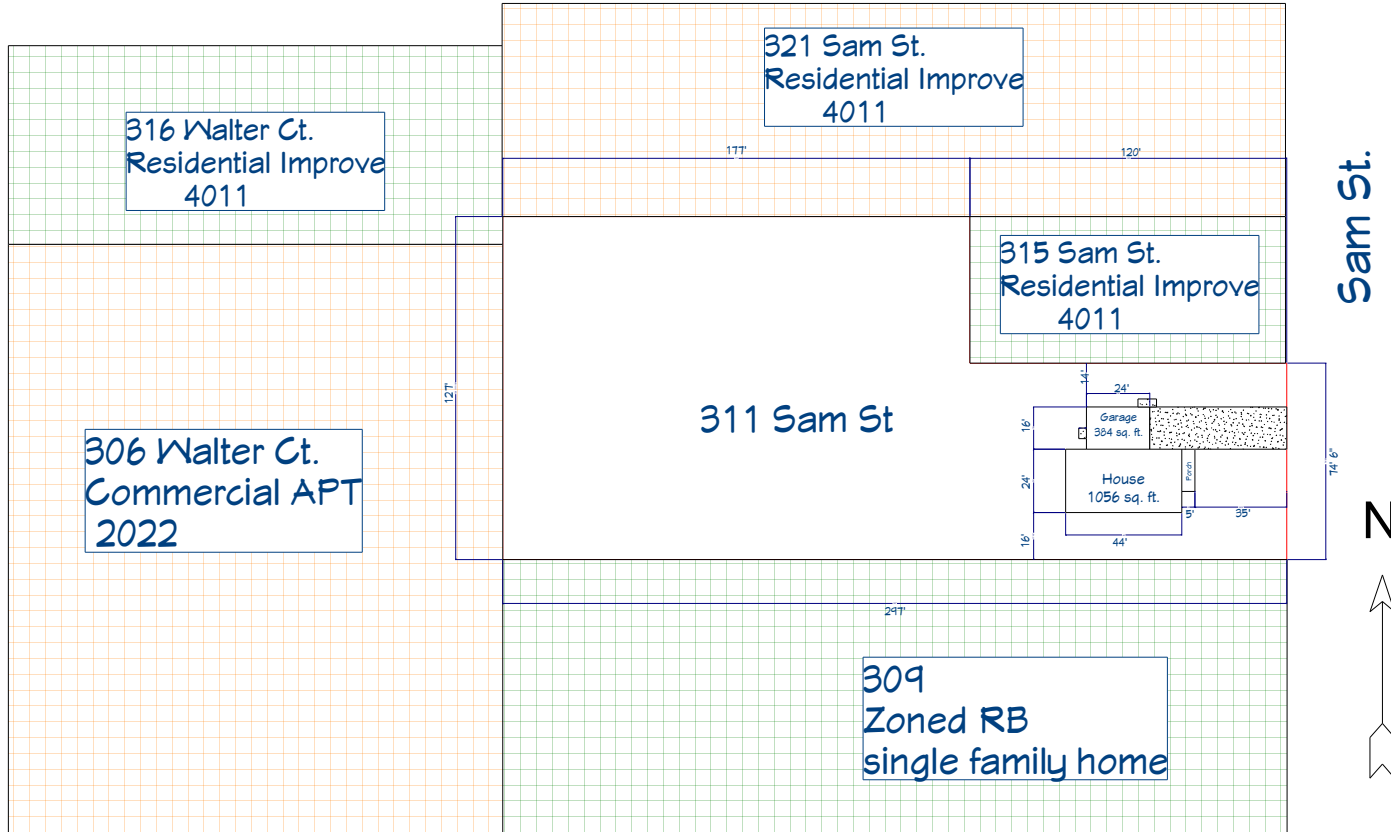 321 Sam St.
Residential Improve
4011
316 Walter Ct.
Residential Improve
4011
177'
120'
Sam St.
315 Sam St.
Residential Improve
4011
127'
14'
24'
311 Sam St
16'
Garage
384 sq. ft.
74' 6"
306 Walter Ct.
Commercial APT
2022
24'
House
1056 sq. ft.
Porch
5'
35'
16'
44'
N
297'
309
Zoned RB
single family home